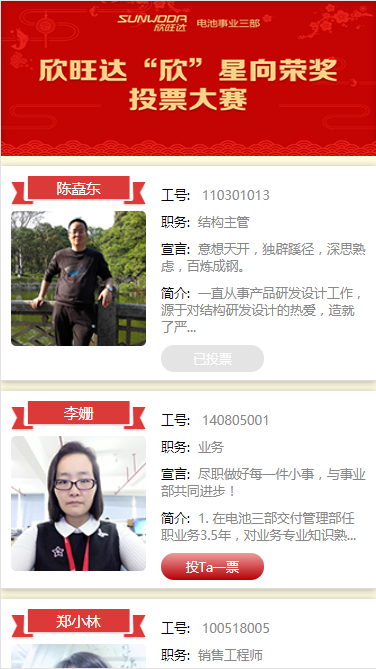 SUNWODA
欣旺达
电池事业三部
欣旺达“欣”星向荣奖
投票大赛
陈嘉东
工号: 110301013
职务: 结构主管
宣言: 意想天开，独辟蹊径，深思熟
虑，百炼成钢。
简介: 一直从事产品研发设计工作，
源于对结构研发设计的热爱，造就
了严...
已投票
李姗
工号: 140805001
职务: 业务
宣言: 尽职做好每一件小事，与事业
部共同进步！
简介: 1. 在电池三部交付管理部任
职业务3.5年，对业务专业知识熟...
投Ta一票
郑小林
工号: 100518005
职务: 销售工程师